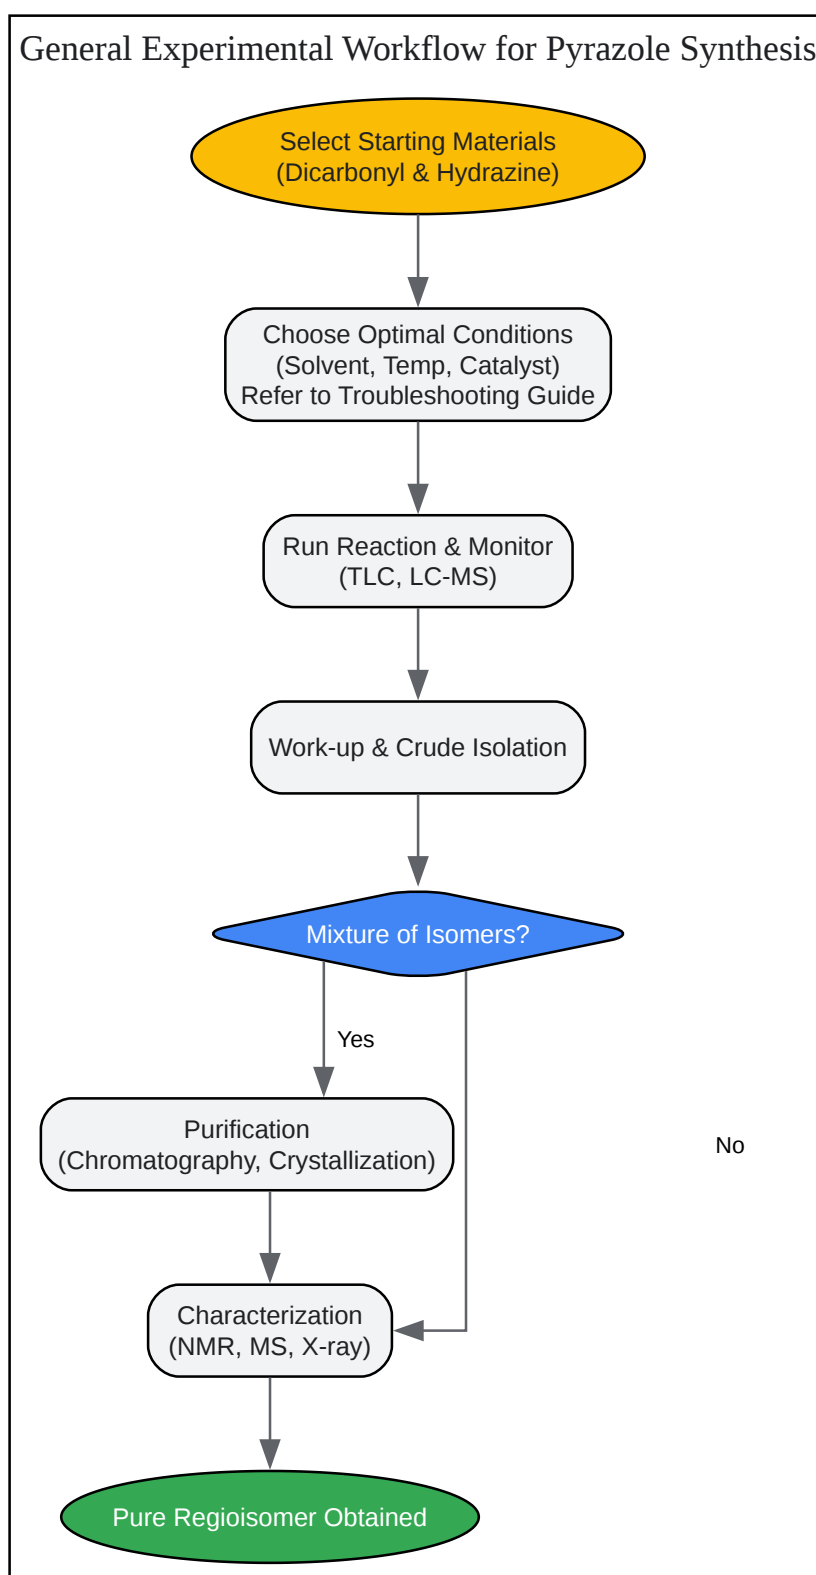 General Experimental Workflow for Pyrazole Synthesis
Select Starting Materials
(Dicarbonyl & Hydrazine)
Choose Optimal Conditions
(Solvent, Temp, Catalyst)
Refer to Troubleshooting Guide
Run Reaction & Monitor
(TLC, LC-MS)
Work-up & Crude Isolation
Mixture of Isomers?
Yes
Purification
(Chromatography, Crystallization)
No
Characterization
(NMR, MS, X-ray)
Pure Regioisomer Obtained